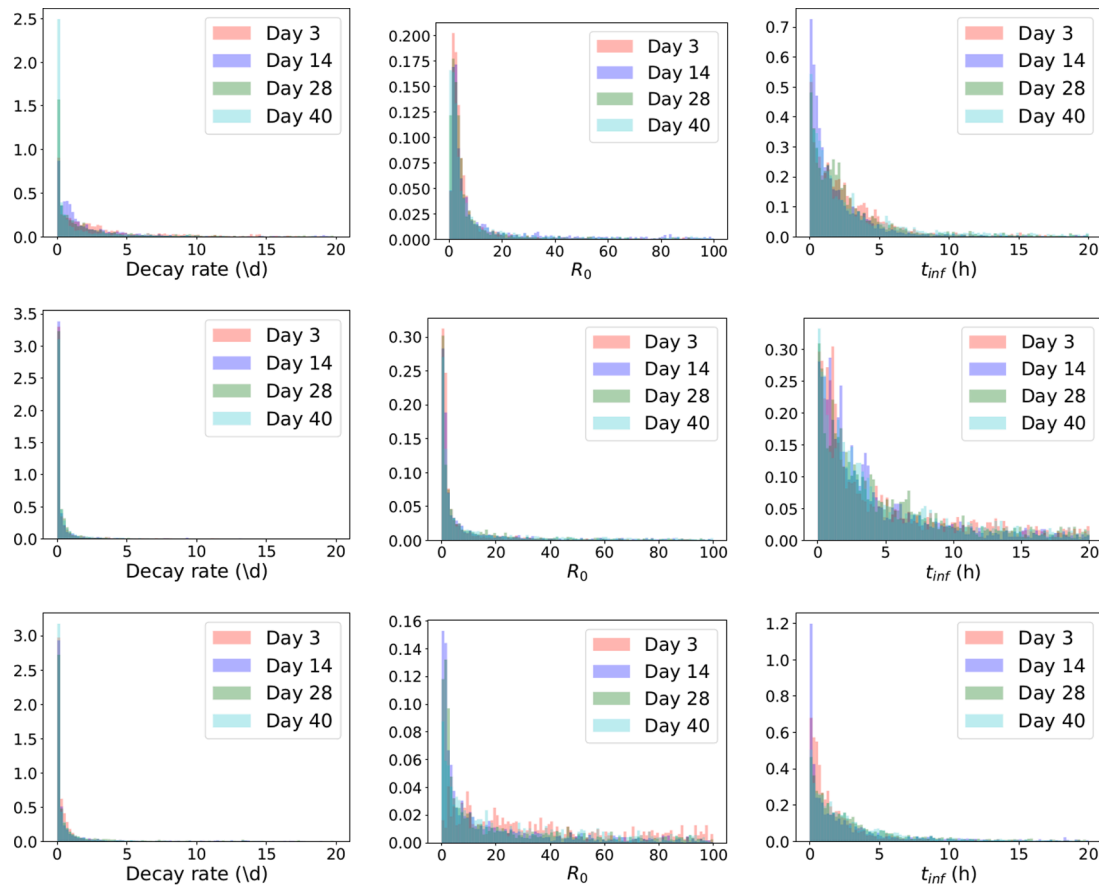 2.5
2.0
1.5
1.0
0.5
0.0
0 5 10 15 20
Decay rate (\d)
Day 3
Day 14
Day 28
Day 40
0.200
0.175
0.150
0.125
0.100
0.075
0.050
0.025
0.000
0 20 40 60 80 100
R0
Day 3
Day 14
Day 28
Day 40
0.7
0.6
0.5
0.4
0.3
0.2
0.1
0.0
0 5 10 15 20
tinf (h)
Day 3
Day 14
Day 28
Day 40
3.5
3.0
2.5
2.0
1.5
1.0
0.5
0.0
0 5 10 15 20
Decay rate (\d)
Day 3
Day 14
Day 28
Day 40
0.30
0.25
0.20
0.15
0.10
0.05
0.00
0 20 40 60 80 100
R0
Day 3
Day 14
Day 28
Day 40
0.30
0.25
0.20
0.15
0.10
0.05
0.00
0 5 10 15 20
tinf (h)
Day 3
Day 14
Day 28
Day 40
3.0
2.5
2.0
1.5
1.0
0.5
0.0
0 5 10 15 20
Decay rate (\d)
Day 3
Day 14
Day 28
Day 40
0.16
0.14
0.12
0.10
0.08
0.06
0.04
0.02
0.00
0 20 40 60 80 100
R0
Day 3
Day 14
Day 28
Day 40
1.2
1.0
0.8
0.6
0.4
0.2
0.0
0 5 10 15 20
tinf (h)
Day 3
Day 14
Day 28
Day 40